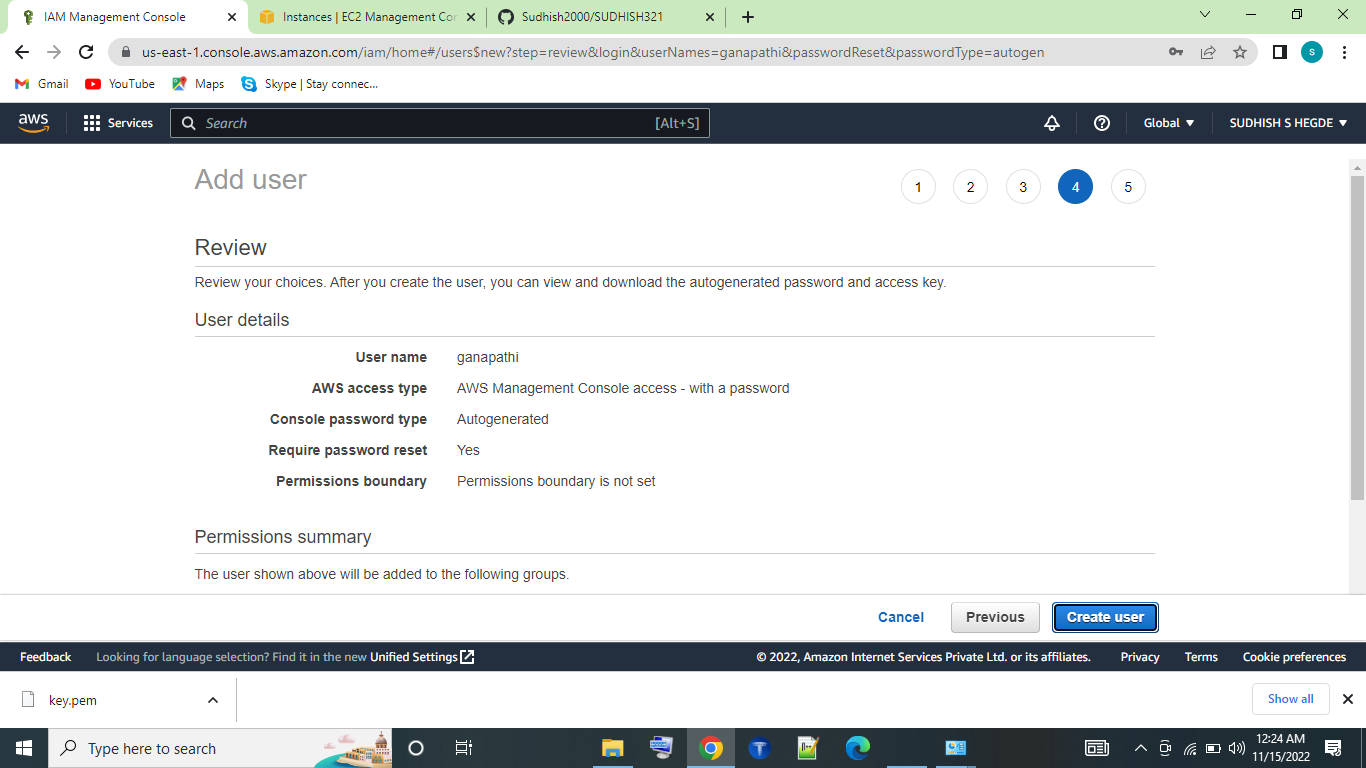 IAM Management Console
Instances | EC2 Management Con
Sudhish2000/SUDHISH321
us-east-1.console.aws.amazon.com/iam/home#/users$new?step=review&login&userNames=ganapathi&passwordReset&passwordType=autogen
S
Gmail
YouTube
Maps
Skype | Stay connec...
aws
Services
Search
[Alt+S]
Global
SUDHISH S HEGDE
Add user
1
2
3
4
5
Review
Review your choices. After you create the user, you can view and download the autogenerated password and access key.
User details
User name ganapathi
AWS access type AWS Management Console access - with a password
Console password type Autogenerated
Require password reset Yes
Permissions boundary Permissions boundary is not set
Permissions summary
The user shown above will be added to the following groups.
Cancel
Previous
Create user
Feedback
Looking for language selection? Find it in the new Unified Settings
© 2022, Amazon Internet Services Private Ltd. or its affiliates.
Privacy
Terms
Cookie preferences
key.pem
Show all
Type here to search
12:24 AM
11/15/2022